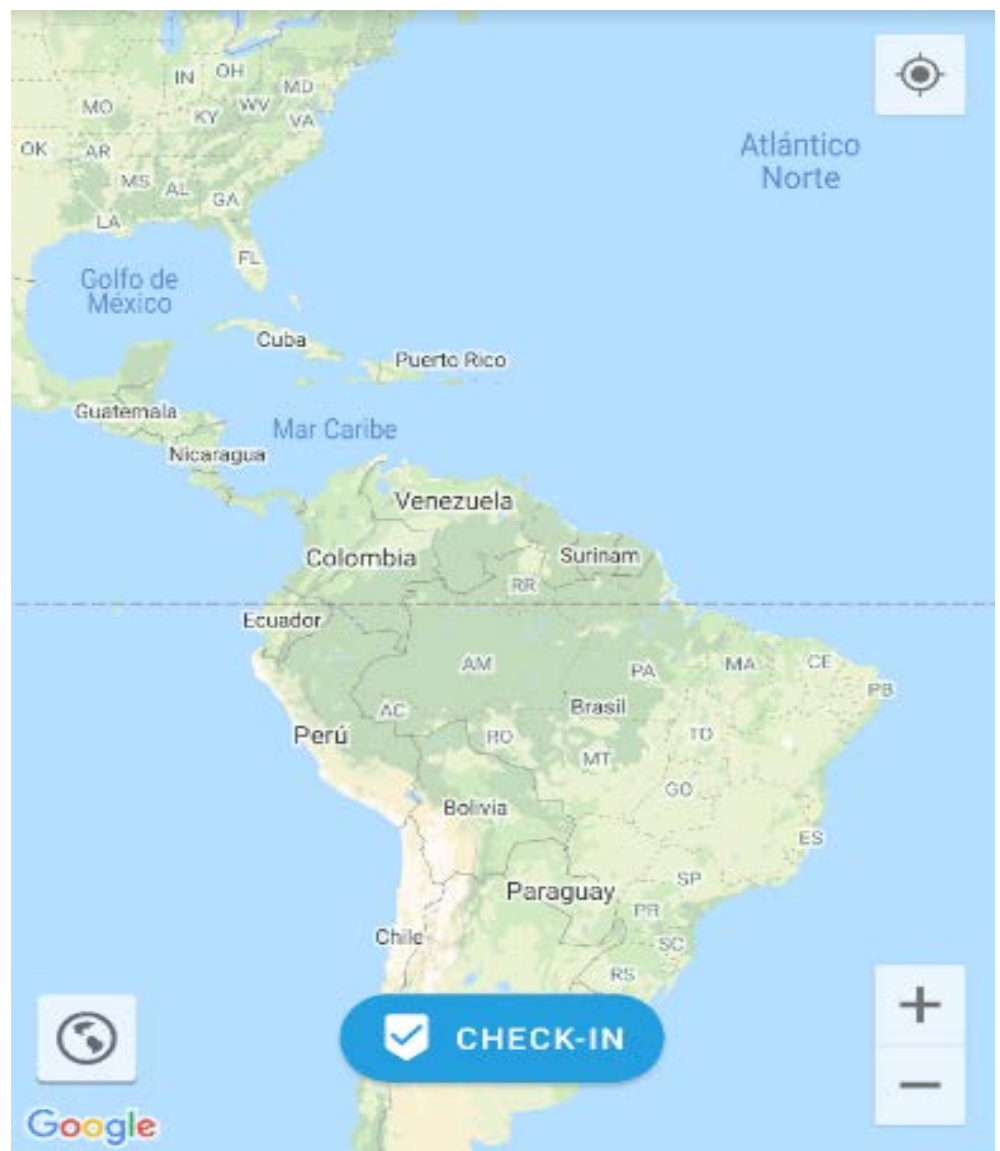 IN
OH
MD
MO
KY
WV
VA
OK
AR
MS
AL
GA
LA
FL
Atlántico
Norte
Golfo de
México
Cuba
Puerto Rico
Guatemala
Mar Caribe
Nicaragua
Venezuela
Colombia
Surinam
RR
Ecuador
AM
PA
MA
CE
PB
AC
Brasil
Perú
RO
TO
MT
GO
Bolivia
ES
SP
Paraguay
PR
Chile
SC
RS
CHECK-IN
Google